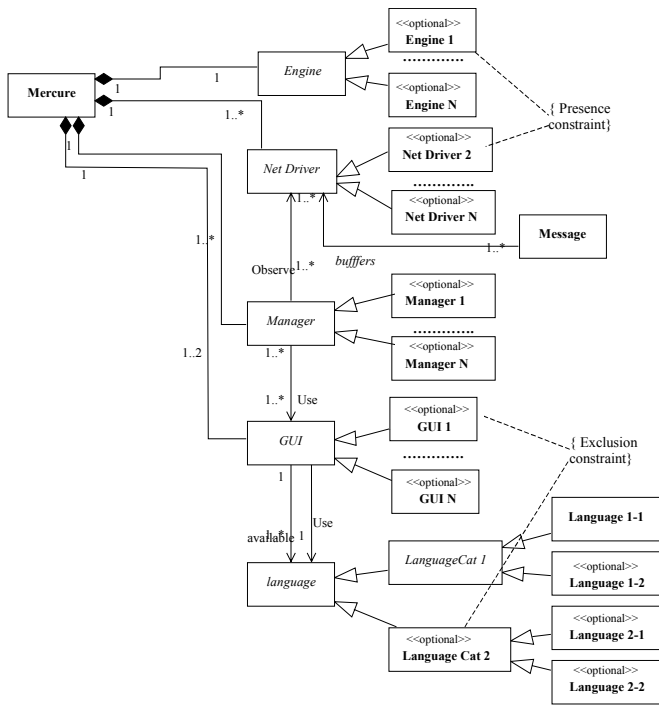 <<optional>>
Engine 1
.............
Engine
<<optional>>
Engine N
Mercure
1
1
1
1..*
{ Presence
constraint}
<<optional>>
Net Driver 2
.............
Net Driver
<<optional>>
Net Driver N
1
1
1..*
1..*
Message
1..*
bufffers
1..*
Observe
1..*
<<optional>>
Manager 1
.............
Manager
<<optional>>
Manager N
1..*
1..2
1..*
Use
<<optional>>
GUI 1
.............
GUI
<<optional>>
GUI N
{ Exclusion
constraint}
1
Use
1..*
available
1
language
LanguageCat 1
Language 1-1
<<optional>>
Language 1-2
<<optional>>
Language Cat 2
<<optional>>
Language 2-1
<<optional>>
Language 2-2